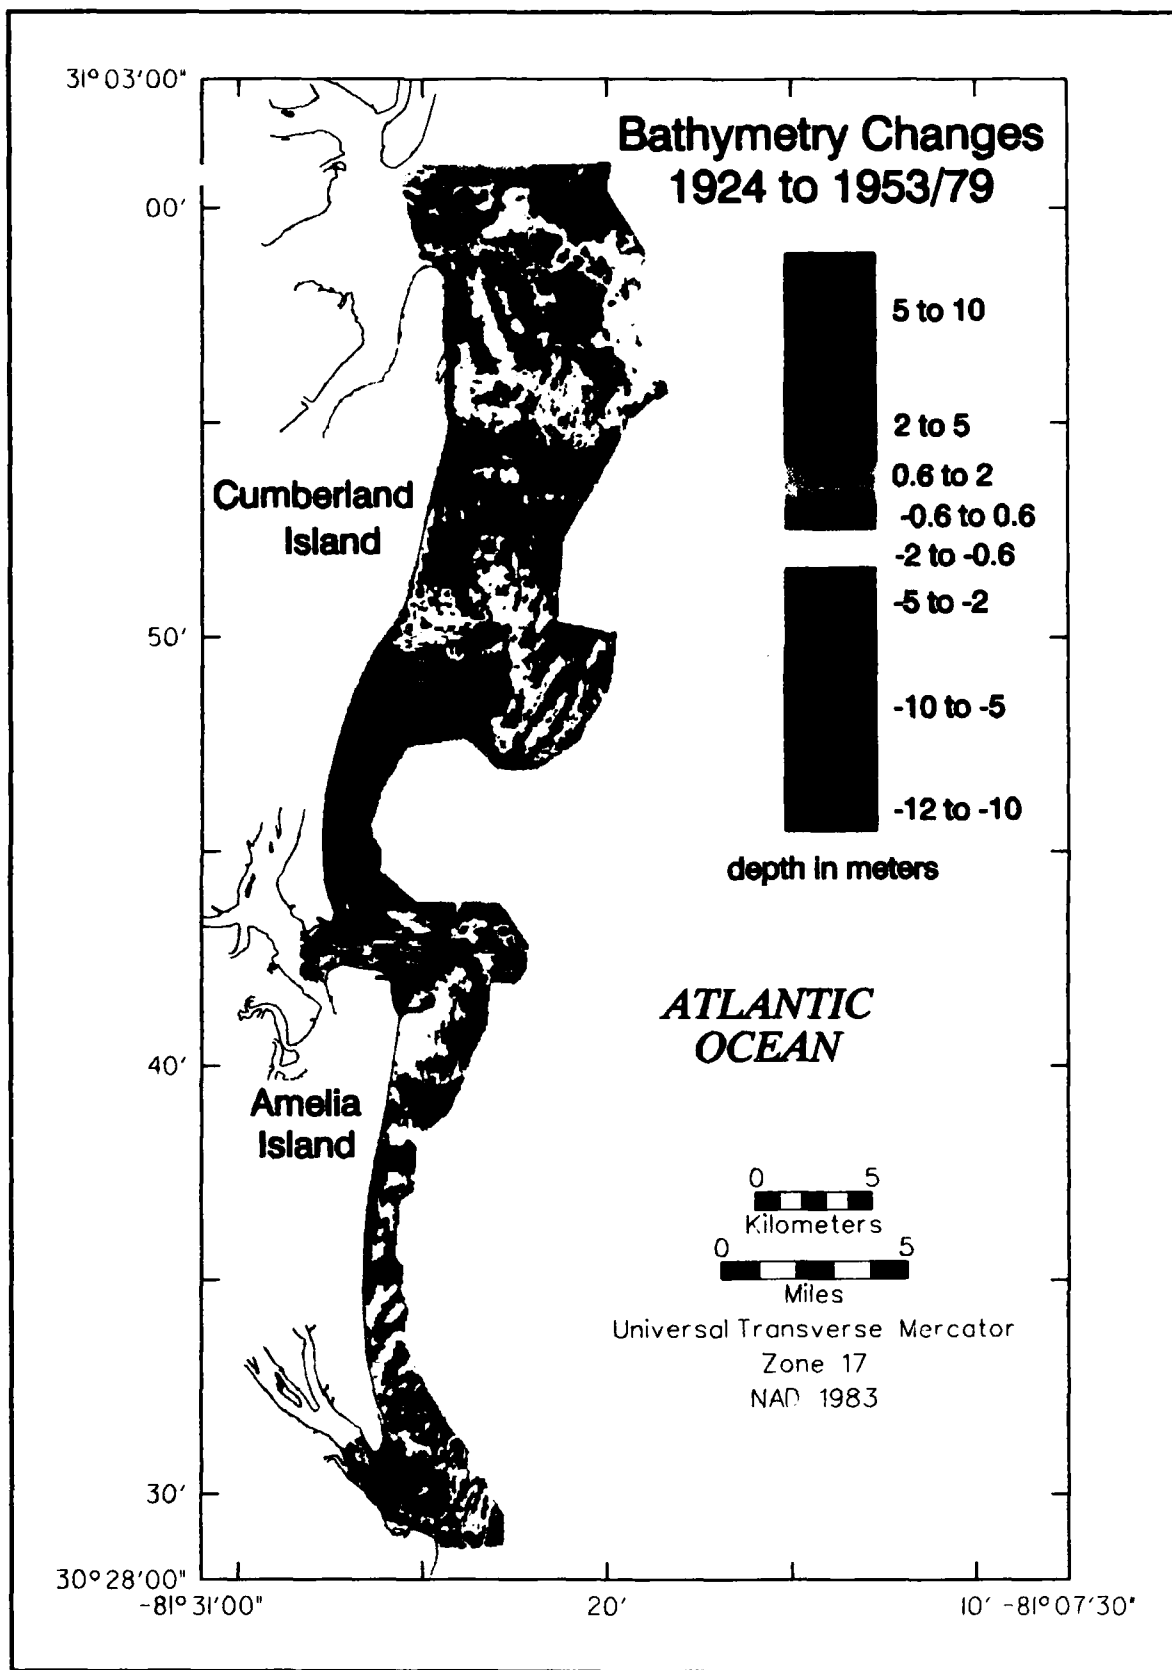 31°03'00"
Bathymetry Changes
1924 to 1953/79
00'
5 to 10
2 to 5
0.6 to 2
-0.6 to 0.6
-2 to -0.6
-5 to -2
-10 to -5
-12 to -10
depth in meters
Cumberland
Island
50'
ATLANTIC
OCEAN
40'
Amelia
Island
0 5
Kilometers
0 5
Miles
Universal Transverse Mercator
Zone 17
NAD 1983
30'
30°28'00"
-81°31'00" 20' 10' -81°07'30"